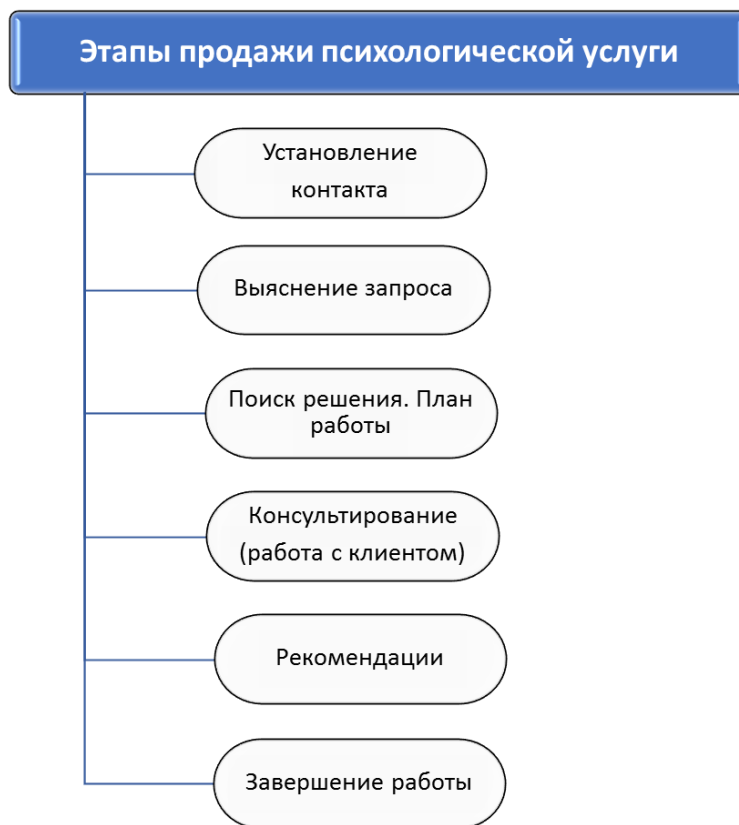 Этапы продажи психологической услуги
Установление
контакта
Выяснение запроса
Поиск решения. План
работы
Консультирование
(работа с клиентом)
Рекомендации
Завершение работы